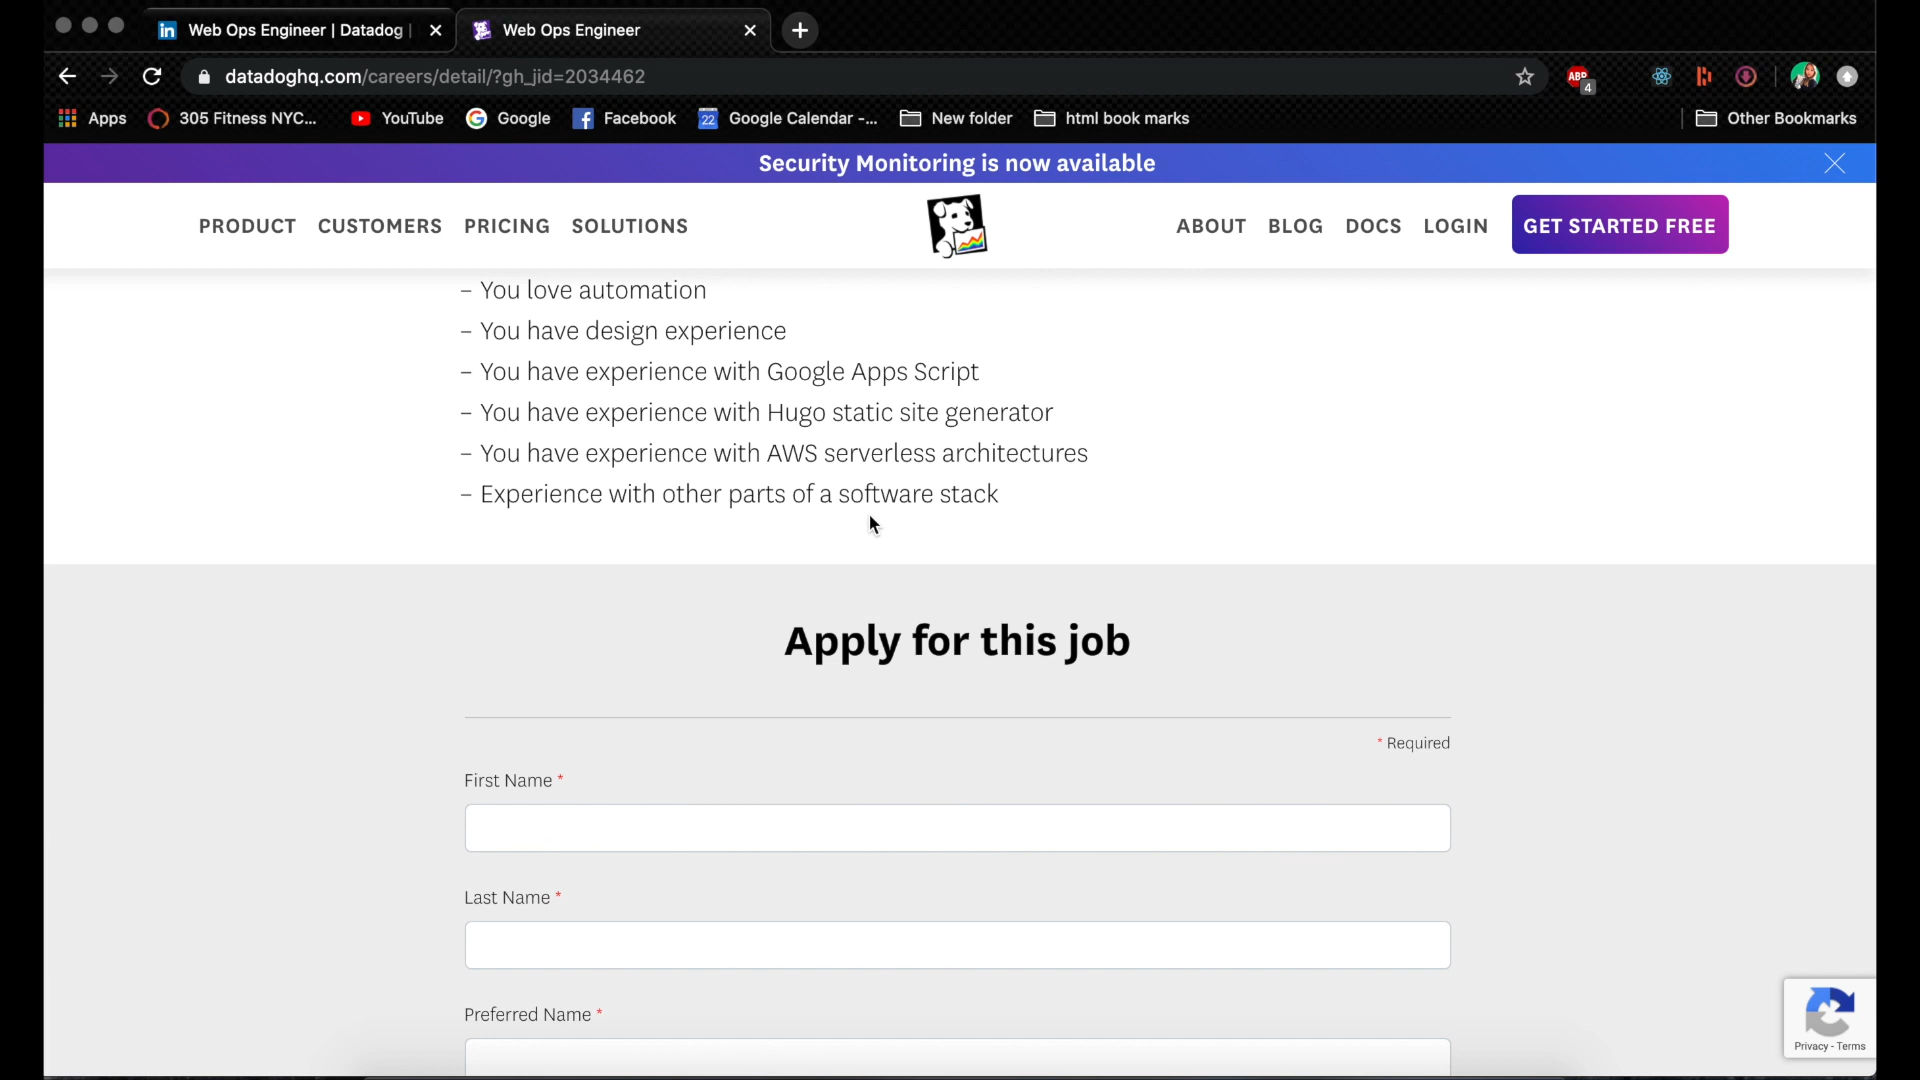 Web Ops Engineer | Datadog |
Web Ops Engineer
datadoghq.com/careers/detail/?gh_jid=2034462
ABP
4
Apps
305 Fitness NYC...
YouTube
Google
Facebook
22
Google Calendar -...
New folder
html book marks
Other Bookmarks
Security Monitoring is now available
PRODUCT CUSTOMERS PRICING SOLUTIONS
ABOUT BLOG DOCS LOGIN GET STARTED FREE
– You love automation
– You have design experience
– You have experience with Google Apps Script
– You have experience with Hugo static site generator
– You have experience with AWS serverless architectures
– Experience with other parts of a software stack
Apply for this job
* Required
First Name *
Last Name *
Preferred Name *
Privacy - Terms